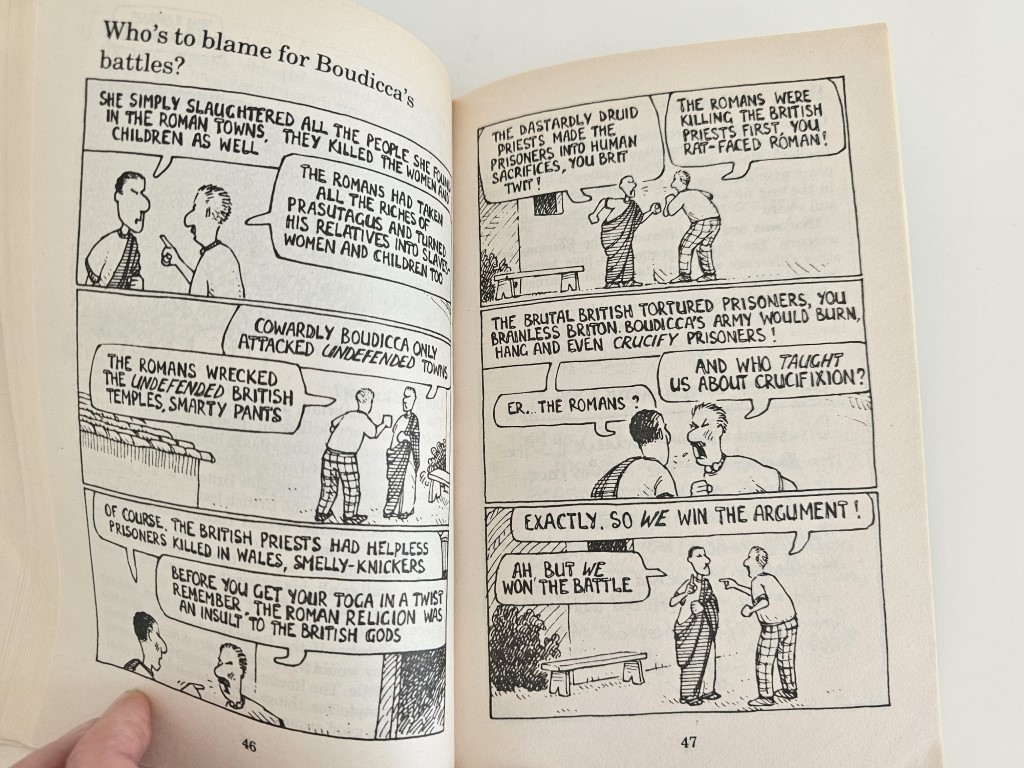 Who's to blame for Boudicca's
battles?
SHE SIMPLY SLAUGHTERED ALL THE PEOPLE SHE FOUND
IN THE ROMAN TOWNS. THEY KILLED THE WOMEN AND
CHILDREN AS WELL
THE ROMANS HAD TAKEN
ALL THE RICHES OF
PRASUTAGUS AND TURNED
HIS RELATIVES INTO SLAVES-
WOMEN AND CHILDREN TOO
COWARDLY BOUDICCA ONLY
ATTACKED UNDEFENDED TOWNS
THE ROMANS WRECKED
THE UNDEFENDED BRITISH
TEMPLES, SMARTY PANTS
OF COURSE, THE BRITISH PRIESTS HAD HELPLESS
PRISONERS KILLED IN WALES, SMELLY-KNICKERS
BEFORE YOU GET YOUR TOGA IN A TWIST
REMEMBER, THE ROMAN RELIGION WAS
AN INSULT TO THE BRITISH GODS
46
THE DASTARDLY DRUID
PRIESTS MADE THE
PRISONERS INTO HUMAN
SACRIFICES, YOU BRIT
TWIT!
THE ROMANS WERE
KILLING THE BRITISH
PRIESTS FIRST, YOU
RAT-FACED ROMAN!
THE BRUTAL BRITISH TORTURED PRISONERS, YOU
BRAINLESS BRITON. BOUDICCA'S ARMY WOULD BURN,
HANG AND EVEN CRUCIFY PRISONERS!
AND WHO TAUGHT
US ABOUT CRUCIFIXION?
ER... THE ROMANS?
EXACTLY. SO WE WIN THE ARGUMENT!
AH BUT WE
WON THE BATTLE
47